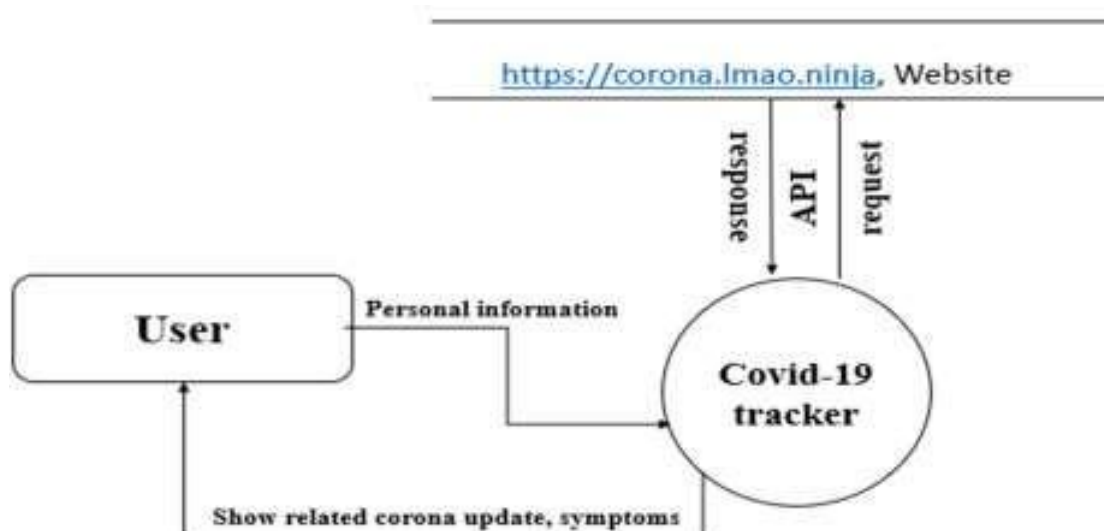 https://corona.lmao.ninja, Website
response
API
request
User
Personal information
Covid-19
tracker
Show related corona update, symptoms